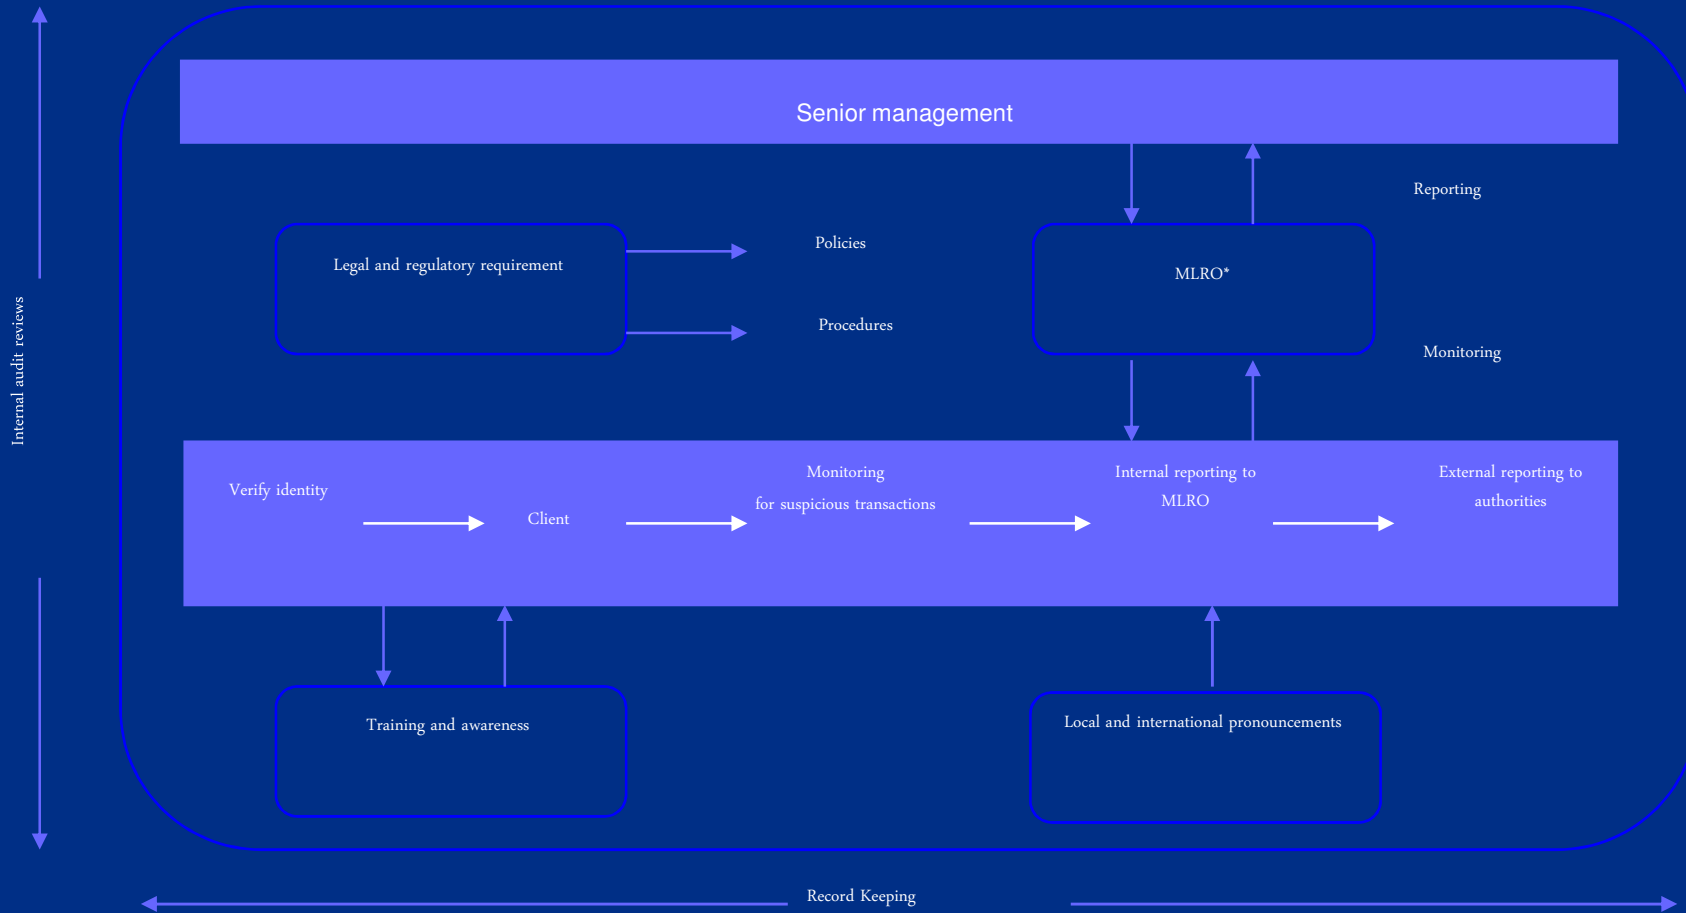 Senior management
Reporting
Policies
Legal and regulatory requirement
MLRO*
Procedures
Internal audit reviews
Monitoring
Verify identity
Client
Monitoring
for suspicious transactions
Internal reporting to
MLRO
External reporting to
authorities
Training and awareness
Local and international pronouncements
Record Keeping